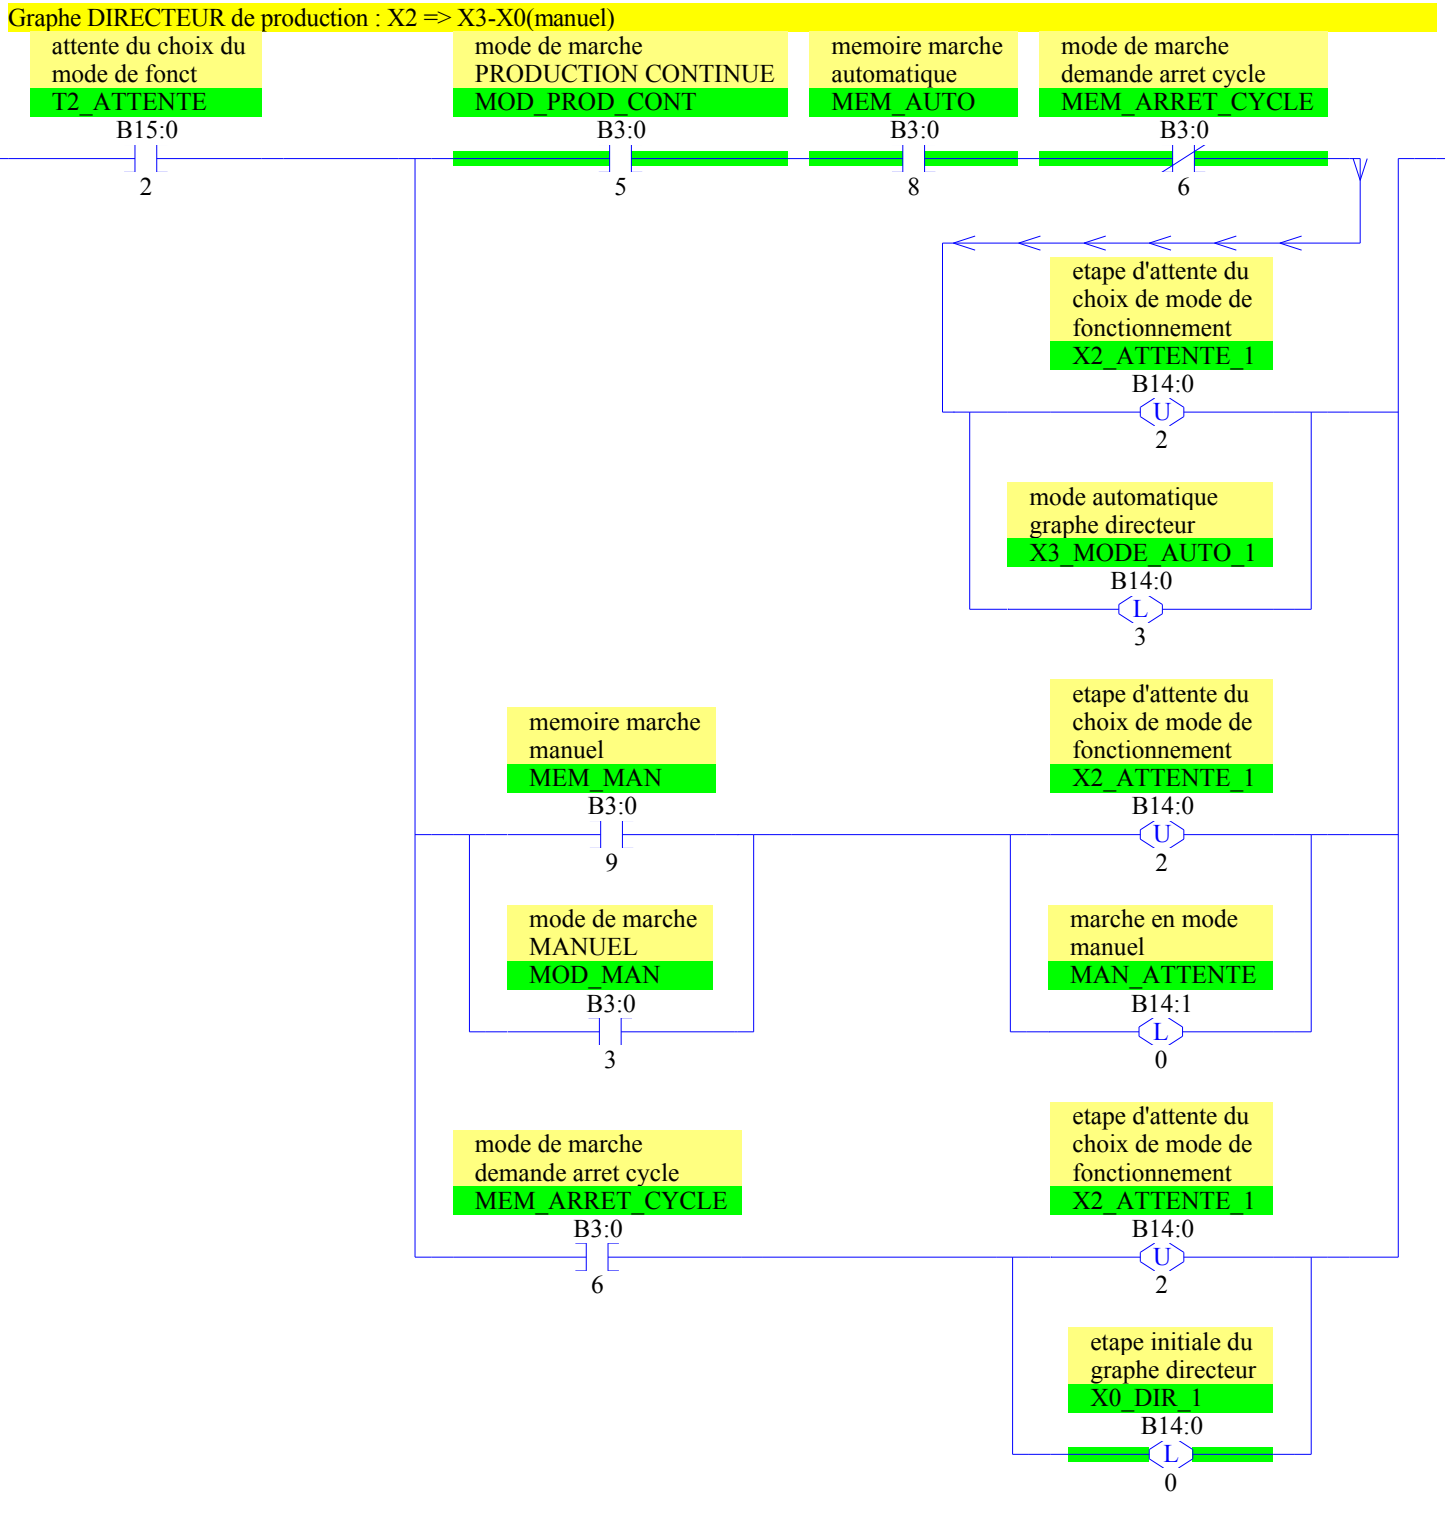 Graphe DIRECTEUR de production : X2 => X3-X0(manuel)
attente du choix du
mode de fonct
T2_ATTENTE
B15:0
2
mode de marche
PRODUCTION CONTINUE
MOD_PROD_CONT
B3:0
5
memoire marche
automatique
MEM_AUTO
B3:0
8
mode de marche
demande arret cycle
MEM_ARRET_CYCLE
B3:0
6
etape d'attente du
choix de mode de
fonctionnement
X2_ATTENTE_1
B14:0
U
2
mode automatique
graphe directeur
X3_MODE_AUTO_1
B14:0
L
3
memoire marche
manuel
MEM_MAN
B3:0
9
etape d'attente du
choix de mode de
fonctionnement
X2_ATTENTE_1
B14:0
U
2
mode de marche
MANUEL
MOD_MAN
B3:0
3
marche en mode
manuel
MAN_ATTENTE
B14:1
L
0
mode de marche
demande arret cycle
MEM_ARRET_CYCLE
B3:0
6
etape d'attente du
choix de mode de
fonctionnement
X2_ATTENTE_1
B14:0
U
2
etape initiale du
graphe directeur
X0_DIR_1
B14:0
L
0